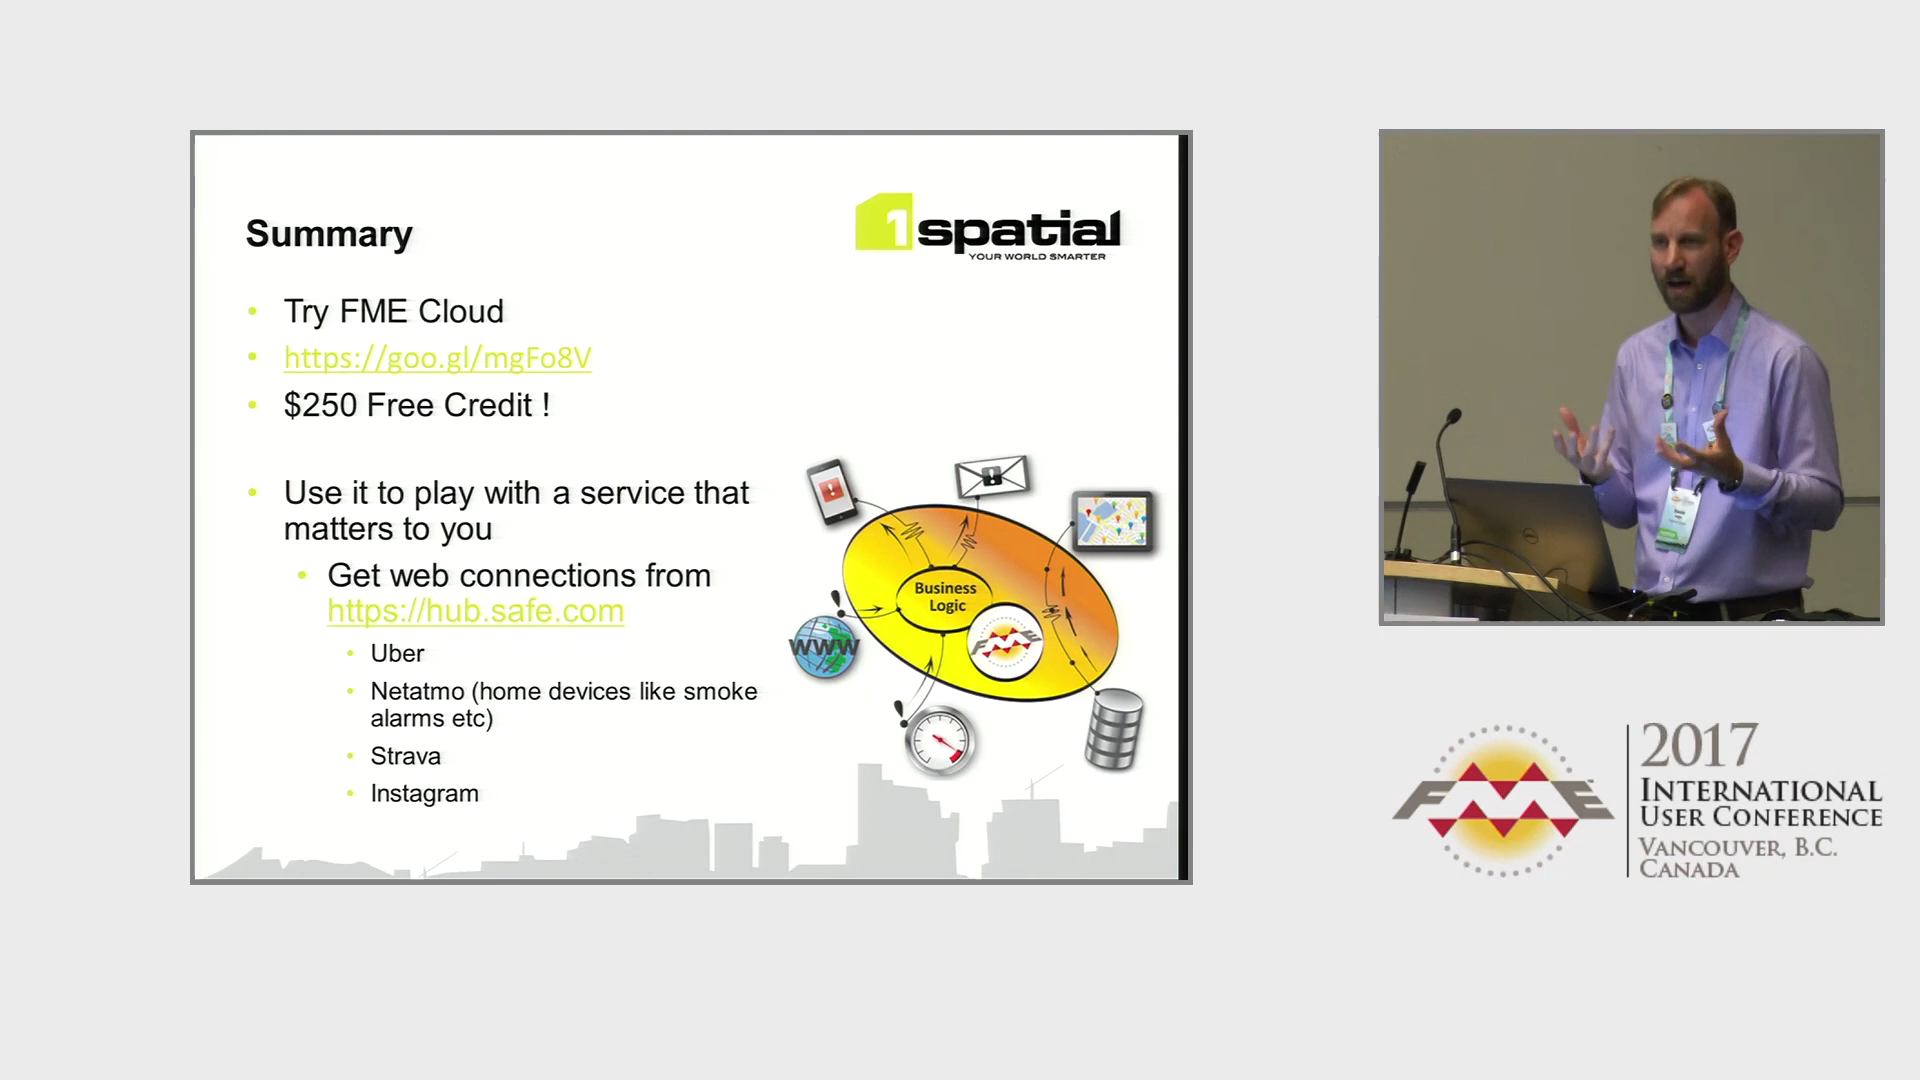 Summary
1spatial
YOUR WORLD SMARTER
Try FME Cloud
https://goo.gl/mgFo8V
$250 Free Credit !
Use it to play with a service that
matters to you
Get web connections from
https://hub.safe.com
Uber
Netatmo (home devices like smoke
alarms etc)
Strava
Instagram
Business
Logic
FME
WWW
FME
2017
INTERNATIONAL
USER CONFERENCE
VANCOUVER, B.C.
CANADA